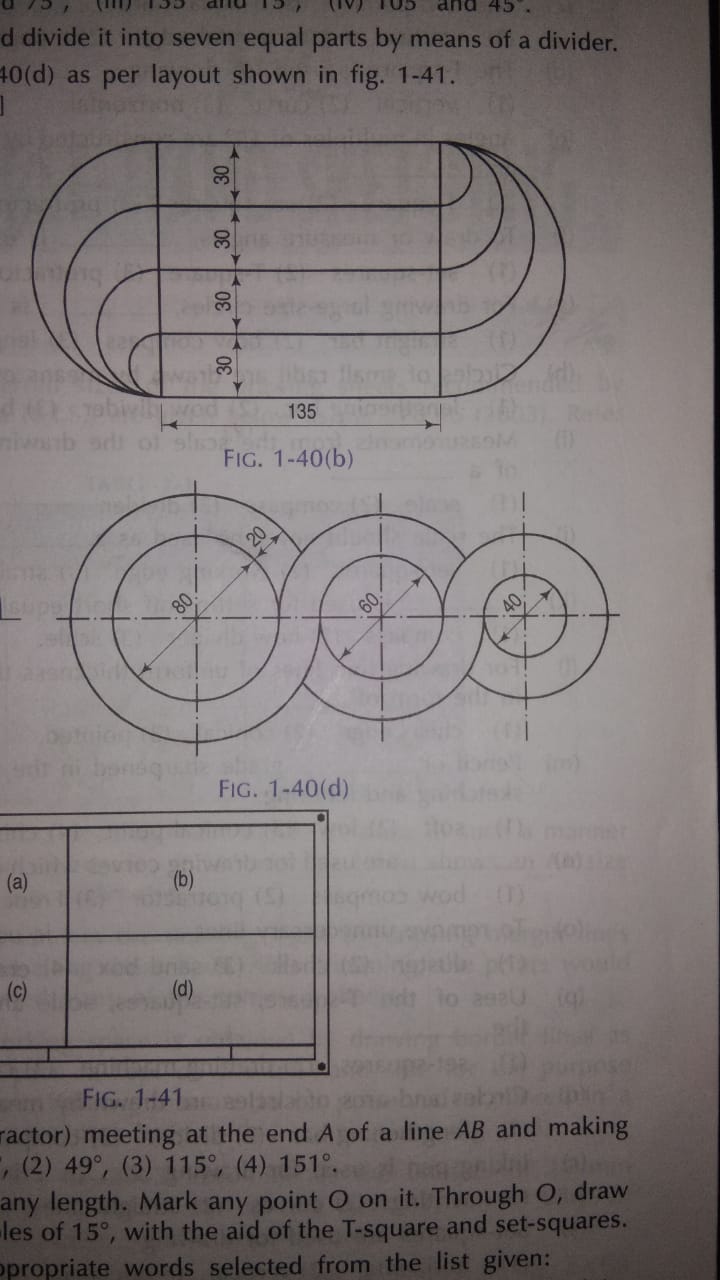 75°, (iii) 135° and 15°, (iv) 105° and 45°.
d divide it into seven equal parts by means of a divider.
40(d) as per layout shown in fig. 1-41.
]
30
30
30
30
135
FIG. 1-40(b)
20
80
60
40
FIG. 1-40(d)
(a) (b)
(c) (d)
FIG. 1-41
ractor) meeting at the end A of a line AB and making
, (2) 49°, (3) 115°, (4) 151°.
any length. Mark any point O on it. Through O, draw
les of 15°, with the aid of the T-square and set-squares.
ppropriate words selected from the list given: